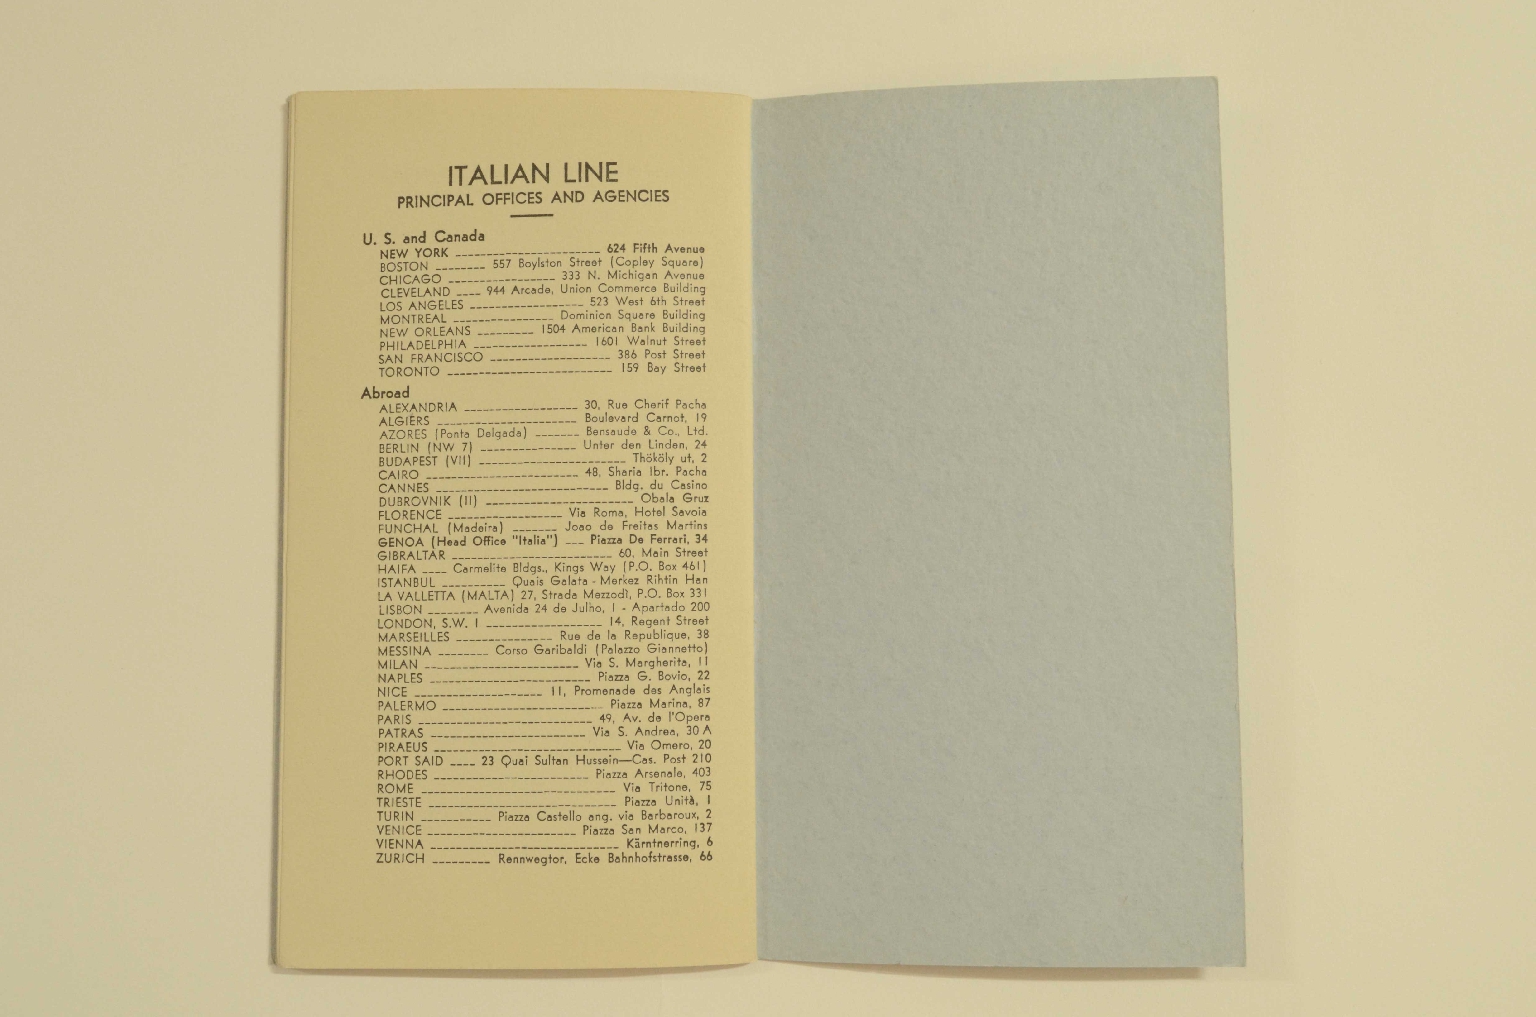 ITALIAN LINE
PRINCIPAL OFFICES AND AGENCIES
U. S. and Canada
NEW YORK ---------------------- 624 Fifth Avenue
BOSTON -------- 557 Boylston Street (Copley Square)
CHICAGO ---------------- 333 N. Michigan Avenue
CLEVELAND ---- 944 Arcade, Union Commerce Building
LOS ANGELES ----------------- 523 West 6th Street
MONTREAL --------------- Dominion Square Building
NEW ORLEANS --------- 1504 American Bank Building
PHILADELPHIA ------------------ 1601 Walnut Street
SAN FRANCISCO ------------------- 386 Post Street
TORONTO -------------------------- 159 Bay Street
Abroad
ALEXANDRIA ------------------ 30, Rue Cherif Pacha
ALGIERS ---------------------- Boulevard Carnot, 19
AZORES (Ponta Delgada) ------- Bensaude & Co., Ltd.
BERLIN (NW 7) --------------- Unter den Linden, 24
BUDAPEST (VII) ----------------------- Thököly ut, 2
CAIRO ------------------------ 48, Sharia Ibr. Pacha
CANNES --------------------------- Bldg. du Casino
DUBROVNIK (II) ----------------------- Obala Gruz
FLORENCE ------------------ Via Roma, Hotel Savoia
FUNCHAL (Madeira) ------- Joao de Freitas Martins
GENOA (Head Office "Italia") --- Piazza De Ferrari, 34
GIBRALTAR ------------------------- 60, Main Street
HAIFA ---- Carmelite Bldgs., Kings Way (P.O. Box 461)
ISTANBUL ---------- Quais Galata - Merkez Rihtin Han
LA VALLETTA (MALTA) 27, Strada Mezzodì, P.O. Box 331
LISBON -------- Avenida 24 de Julho, 1 - Apartado 200
LONDON, S.W. 1 ------------------ 14, Regent Street
MARSEILLES --------------- Rue de la Republique, 38
MESSINA -------- Corso Garibaldi (Palazzo Giannetto)
MILAN ------------------------ Via S. Margherita, 11
NAPLES ------------------------- Piazza G. Bovio, 22
NICE -------------------- 11, Promenade des Anglais
PALERMO ------------------------- Piazza Marina, 87
PARIS --------------------------- 49, Av. de l'Opera
PATRAS ------------------------ Via S. Andrea, 30 A
PIRAEUS ----------------------------- Via Omero, 20
PORT SAID ---- 23 Quai Sultan Hussein—Cas. Post 210
RHODES ------------------------ Piazza Arsenale, 403
ROME ------------------------------ Via Tritone, 75
TRIESTE ----------------------------- Piazza Unità, 1
TURIN ----------- Piazza Castello ang. via Barbaroux, 2
VENICE ----------------------- Piazza San Marco, 137
VIENNA ----------------------------- Kärntnerring, 6
ZURICH --------- Rennwegtor, Ecke Bahnhofstrasse, 66